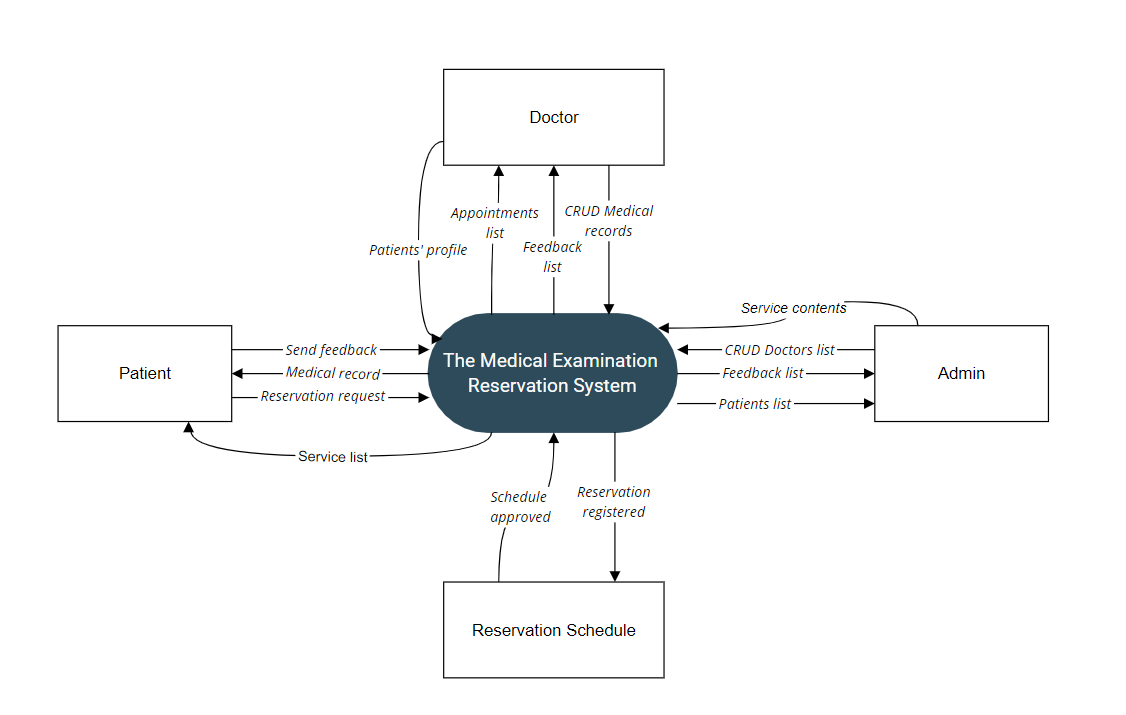 Doctor
Appointments
list
CRUD Medical
records
Patients' profile
Feedback
list
Service contents
The Medical Examination
Reservation System
Patient
Send feedback
Medical record
Reservation request
Service list
CRUD Doctors list
Feedback list
Patients list
Admin
Schedule
approved
Reservation
registered
Reservation Schedule